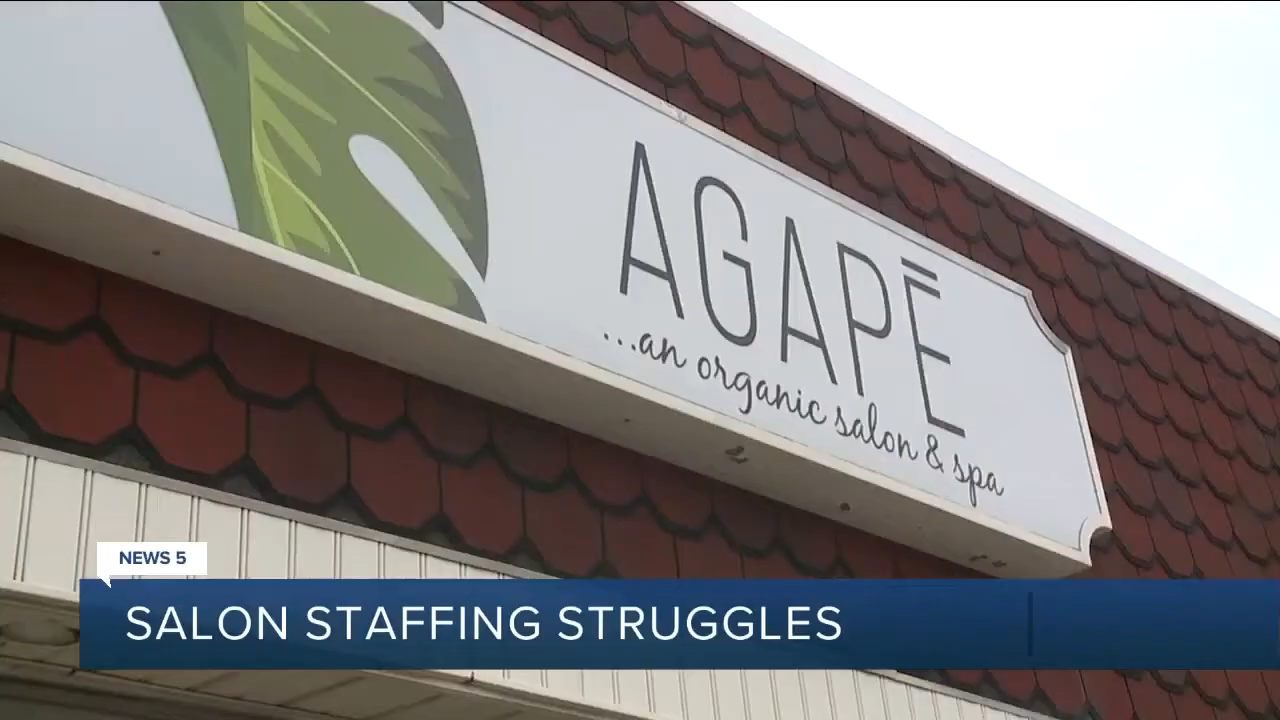 AGAPĒ
...an organic salon & spa
NEWS 5
SALON STAFFING STRUGGLES